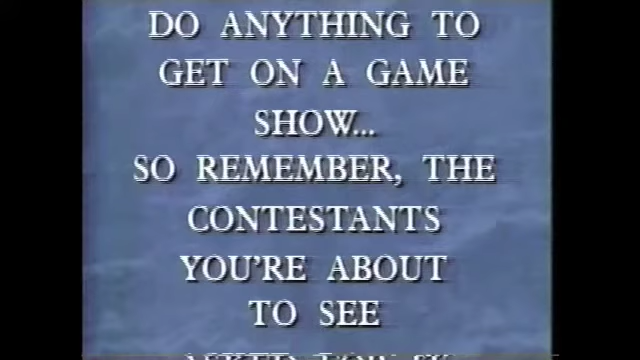 DO ANYTHING TO
GET ON A GAME
SHOW...
SO REMEMBER, THE
CONTESTANTS
YOU'RE ABOUT
TO SEE